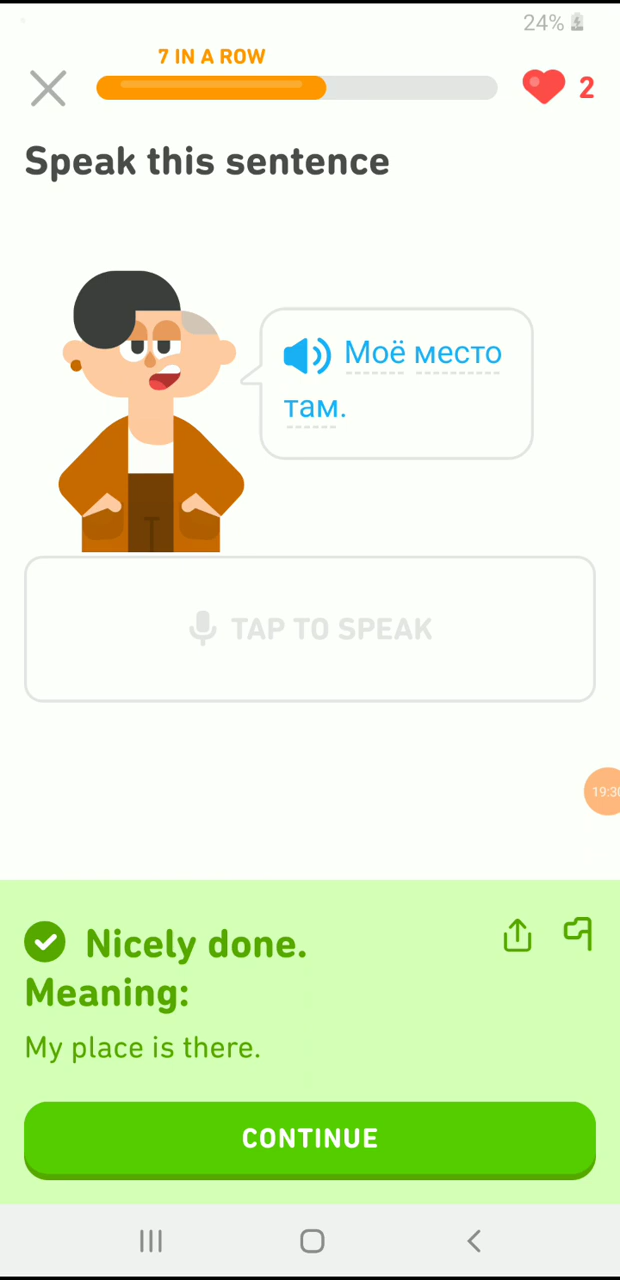 24%
7 IN A ROW
2
Speak this sentence
Моё место
там.
TAP TO SPEAK
19:30
Nicely done.
Meaning:
My place is there.
CONTINUE